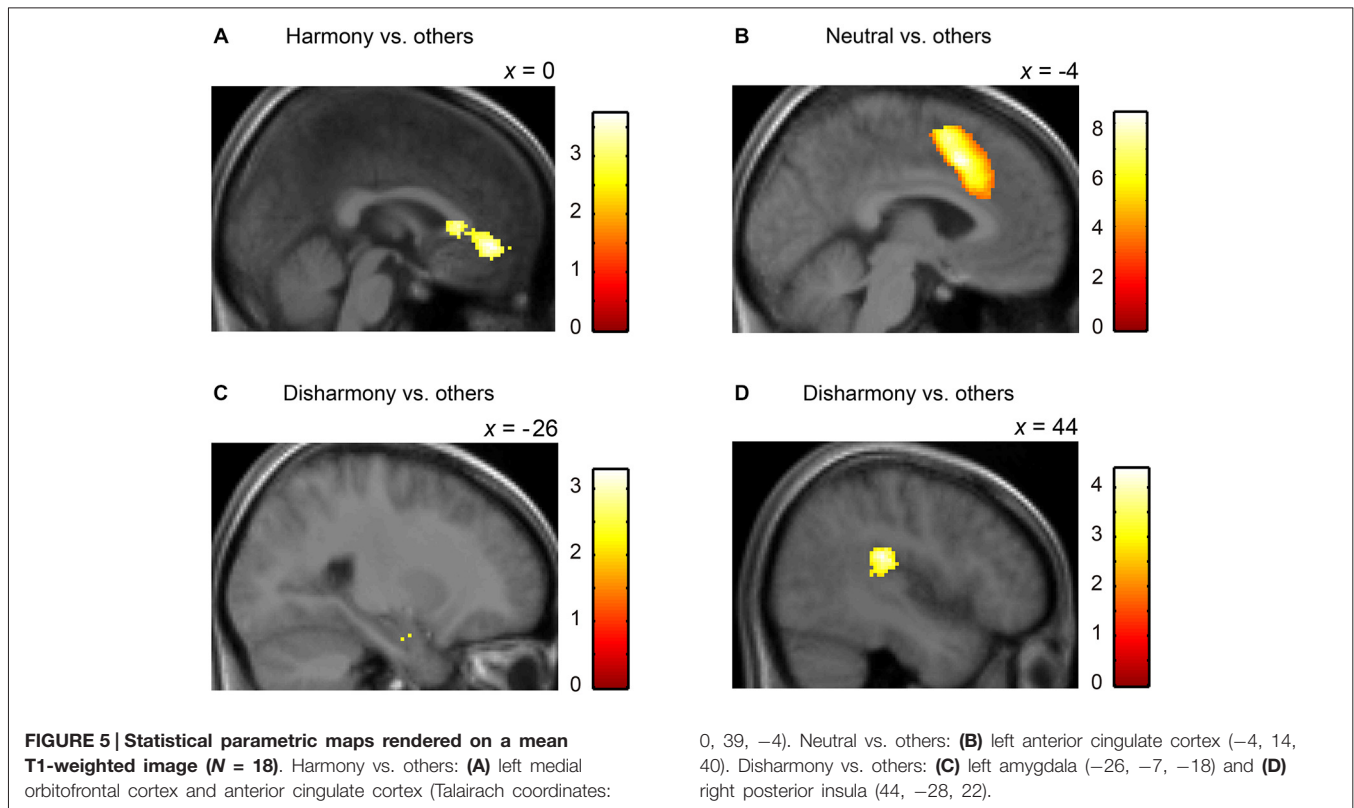 A Harmony vs. others
x = 0
3
2
1
0
B Neutral vs. others
x = -4
8
6
4
2
0
C Disharmony vs. others
x = -26
3
2
1
0
D Disharmony vs. others
x = 44
4
3
2
1
0
FIGURE 5 | Statistical parametric maps rendered on a mean
T1-weighted image (N = 18). Harmony vs. others: (A) left medial
orbitofrontal cortex and anterior cingulate cortex (Talairach coordinates:
0, 39, −4). Neutral vs. others: (B) left anterior cingulate cortex (−4, 14,
40). Disharmony vs. others: (C) left amygdala (−26, −7, −18) and (D)
right posterior insula (44, −28, 22).